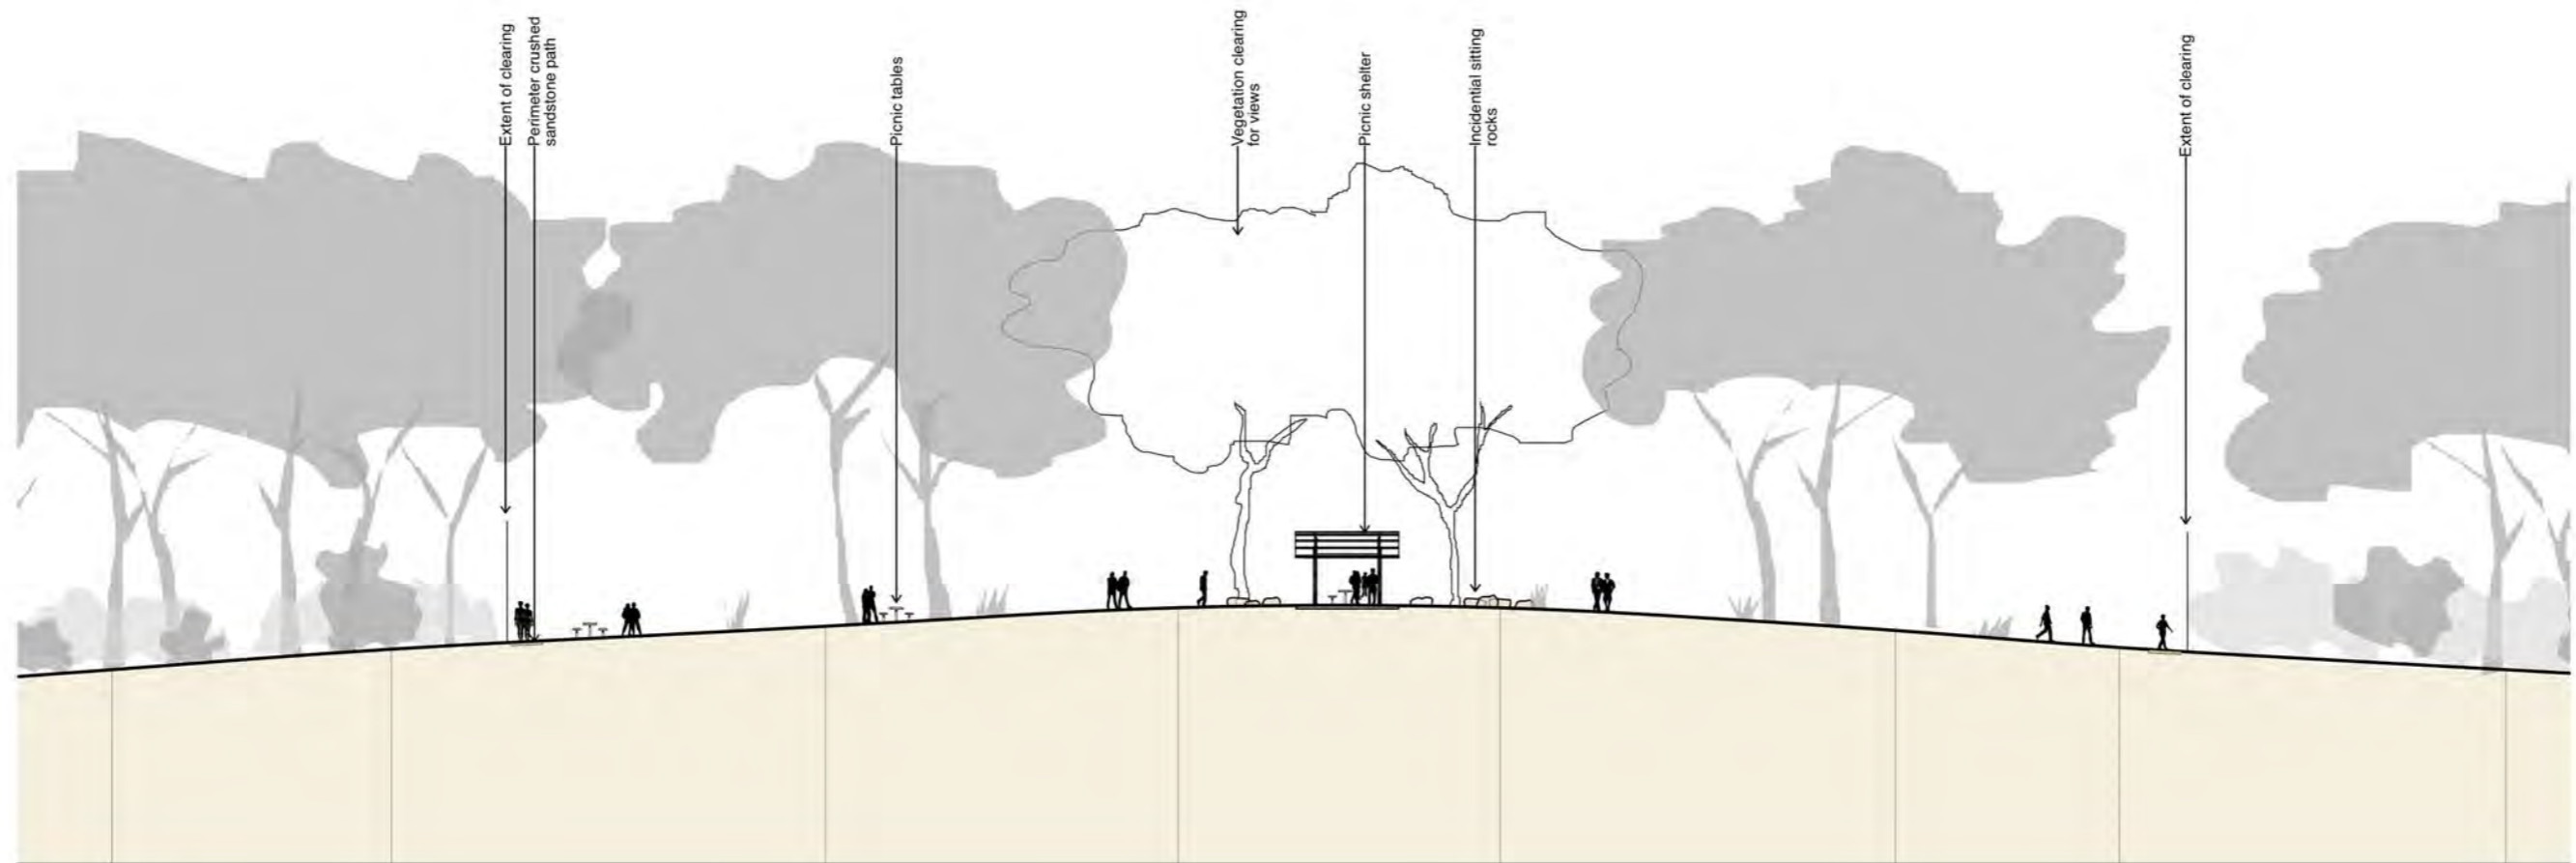 Extent of clearing
Perimeter crushed
sandstone path
Picnic tables
Vegetation clearing
for views
Picnic shelter
Incidential sitting
rocks
Extent of clearing